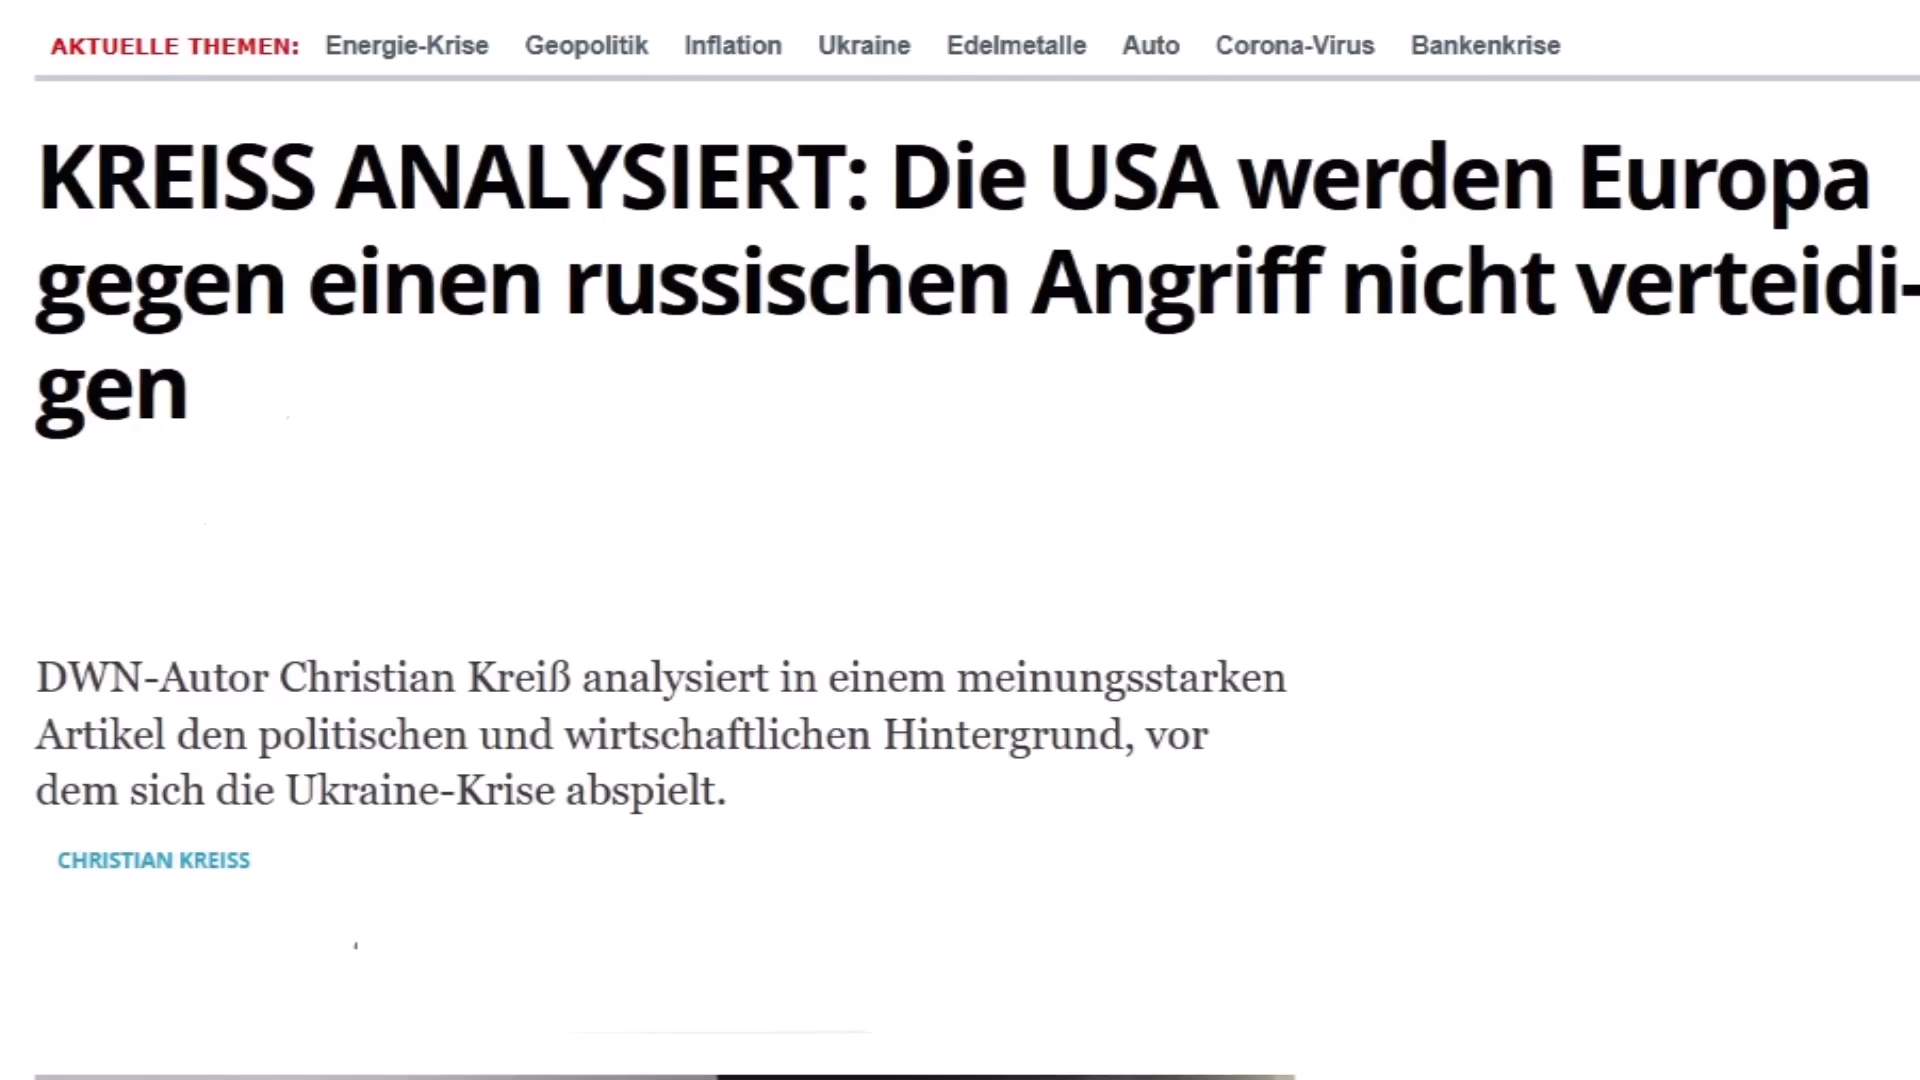 AKTUELLE THEMEN: Energie-Krise Geopolitik Inflation Ukraine Edelmetalle Auto Corona-Virus Bankenkrise
KREISS ANALYSIERT: Die USA werden Europa
gegen einen russischen Angriff nicht verteidi-
gen
DWN-Autor Christian Kreiß analysiert in einem meinungsstarken
Artikel den politischen und wirtschaftlichen Hintergrund, vor
dem sich die Ukraine-Krise abspielt.
CHRISTIAN KREISS